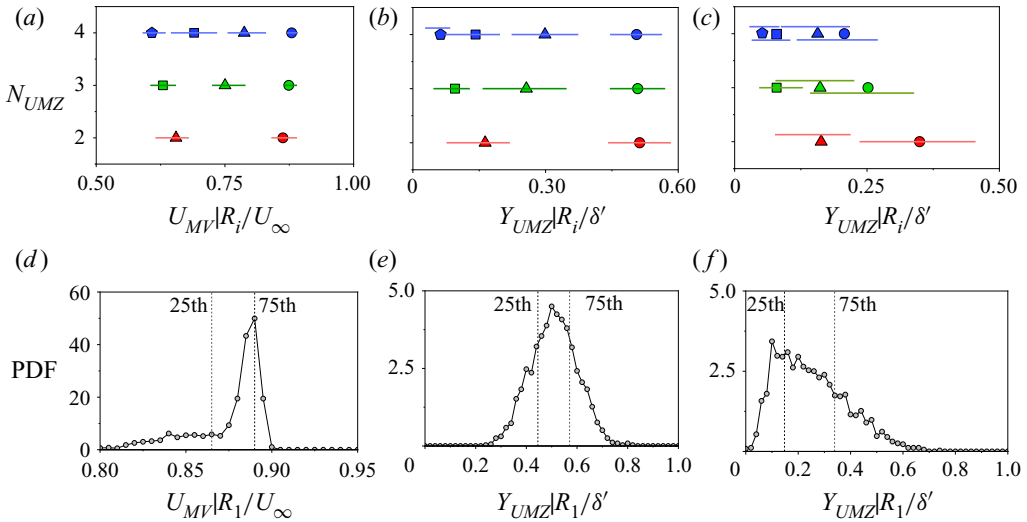 (a) (b) (c)
4
3
2
N_UMZ
0.50 0.75 1.00
U_MV|R_i/U_∞
0 0.30 0.60
Y_UMZ|R_i/δ′
0 0.25 0.50
Y_UMZ|R_i/δ′
(d) (e) (f)
60
40
20
0
PDF
25th 75th
0.80 0.85 0.90 0.95
U_MV|R_1/U_∞
5.0
2.5
25th 75th
0.2 0.4 0.6 0.8 1.0
Y_UMZ|R_1/δ′
5.0
2.5
25th 75th
0 0.2 0.4 0.6 0.8 1.0
Y_UMZ|R_1/δ′